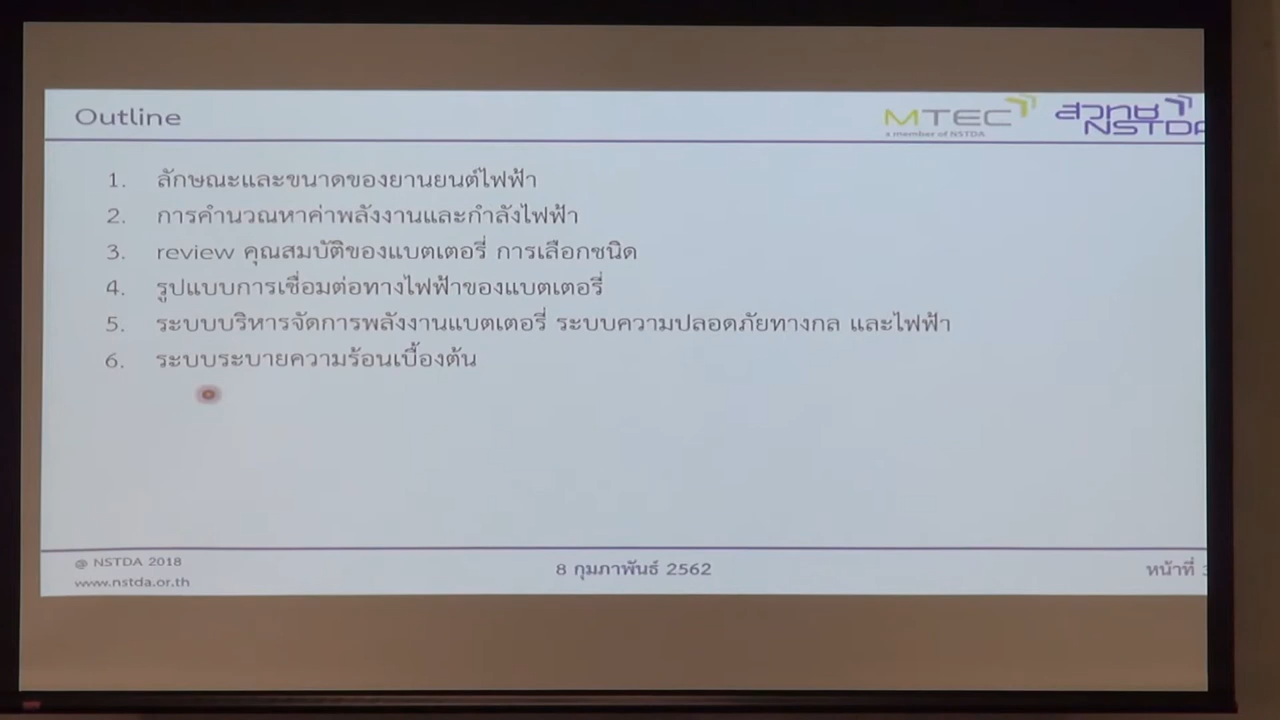 Outline
MTEC
a member of NSTDA
สวทช
NSTDA
1. ลักษณะและขนาดของยานยนต์ไฟฟ้า
2. การคำนวณหาค่าพลังงานและกำลังไฟฟ้า
3. review คุณสมบัติของแบตเตอรี่ การเลือกชนิด
4. รูปแบบการเชื่อมต่อทางไฟฟ้าของแบตเตอรี่
5. ระบบบริหารจัดการพลังงานแบตเตอรี่ ระบบความปลอดภัยทางกล และไฟฟ้า
6. ระบบระบายความร้อนเบื้องต้น
@ NSTDA 2018
www.nstda.or.th
8 กุมภาพันธ์ 2562
หน้าที่